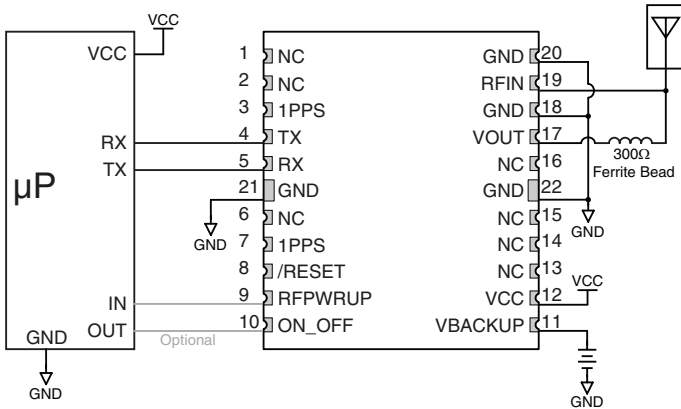 VCC
VCC
RX
TX
µP
IN
OUT
GND
GND
Optional
1 NC
2 NC
3 1PPS
4 TX
5 RX
21 GND
GND
6 NC
7 1PPS
8 /RESET
9 RFPWRUP
10 ON_OFF
GND 20
RFIN 19
GND 18
VOUT 17
NC 16
GND 22
NC 15
NC 14
NC 13
VCC 12
VBACKUP 11
300Ω
Ferrite Bead
GND
VCC
GND